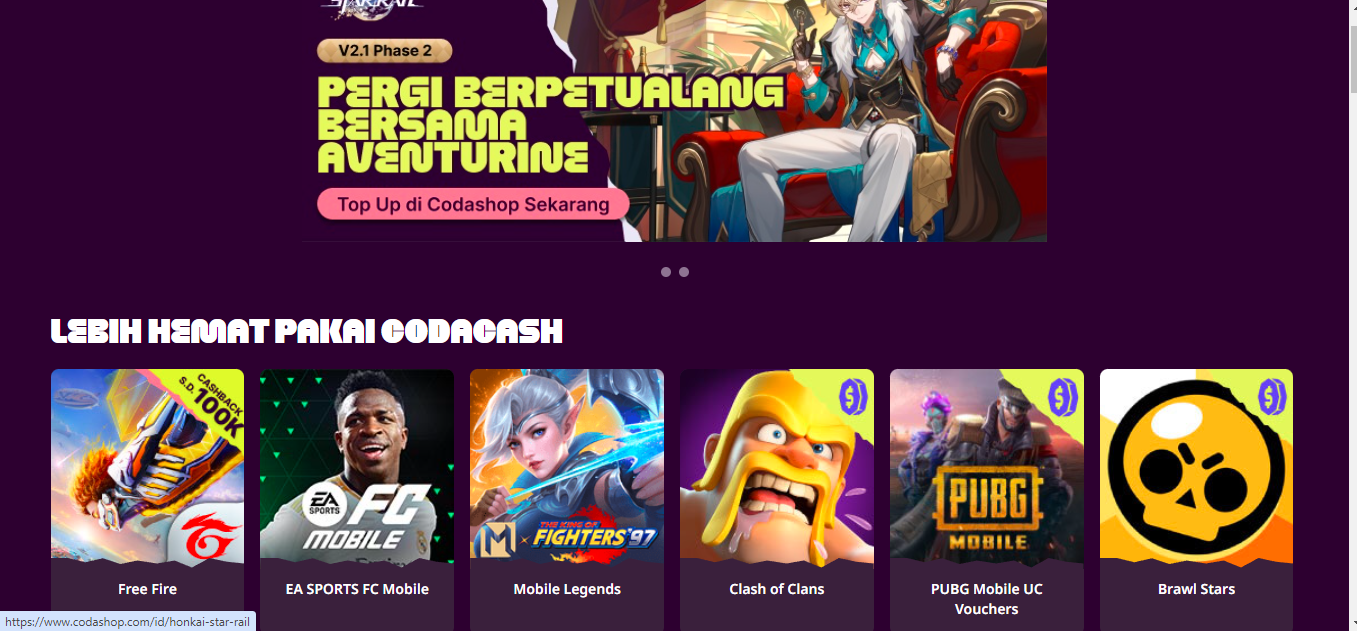 STAR RAIL
V2.1 Phase 2
PERGI BERPETUALANG
BERSAMA
AVENTURINE
Top Up di Codashop Sekarang
LEBIH HEMAT PAKAI CODACASH
CASHBACK
S.D. 100K
EA
SPORTS
FC
MOBILE
M × THE KING OF
FIGHTERS'97
PUBG
MOBILE
Free Fire
EA SPORTS FC Mobile
Mobile Legends
Clash of Clans
PUBG Mobile UC
Vouchers
Brawl Stars
https://www.codashop.com/id/honkai-star-rail